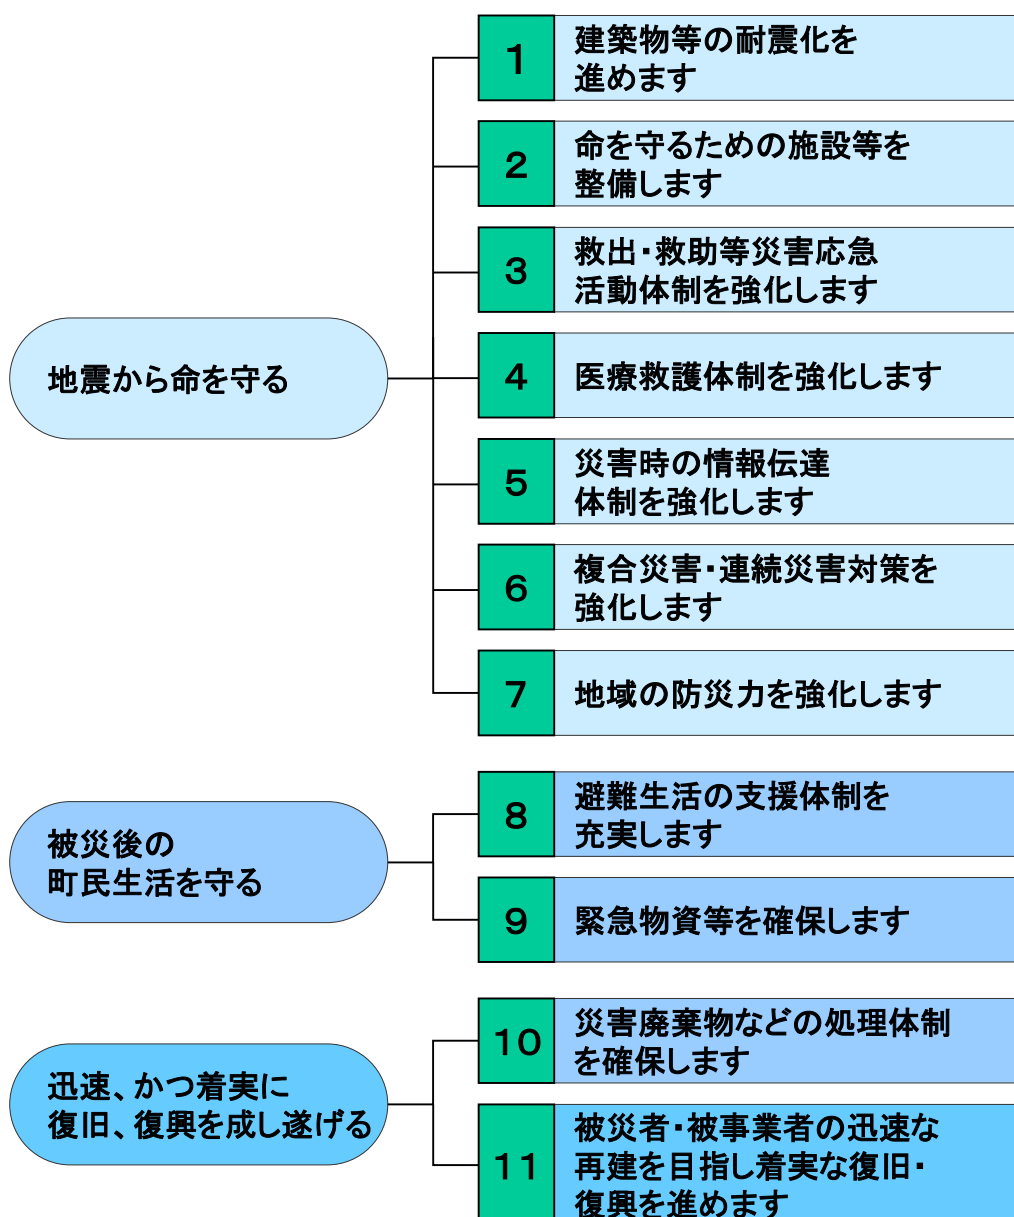 地震から命を守る
1
建築物等の耐震化を
進めます
2
命を守るための施設等を
整備します
3
救出・救助等災害応急
活動体制を強化します
4
医療救護体制を強化します
5
災害時の情報伝達
体制を強化します
6
複合災害・連続災害対策を
強化します
7
地域の防災力を強化します
被災後の
町民生活を守る
8
避難生活の支援体制を
充実します
9
緊急物資等を確保します
迅速、かつ着実に
復旧、復興を成し遂げる
10
災害廃棄物などの処理体制
を確保します
11
被災者・被事業者の迅速な
再建を目指し着実な復旧・
復興を進めます